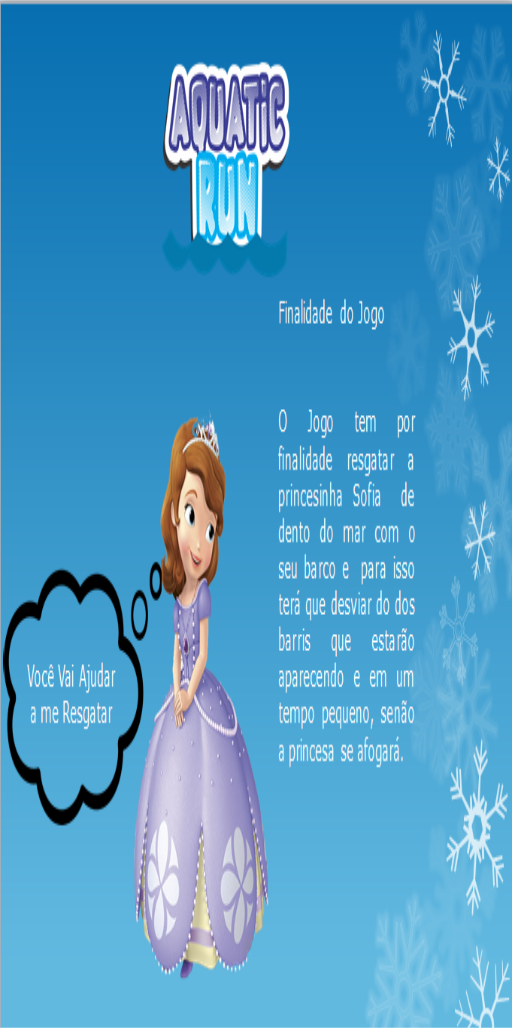 AQUATiC
RUN
Finalidade do Jogo
O Jogo tem por
finalidade resgatar a
princesinha Sofia de
dento do mar com o
seu barco e para isso
terá que desviar do dos
barris que estarão
aparecendo e em um
tempo pequeno, senão
a princesa se afogará.
Você Vai Ajudar
a me Resgatar